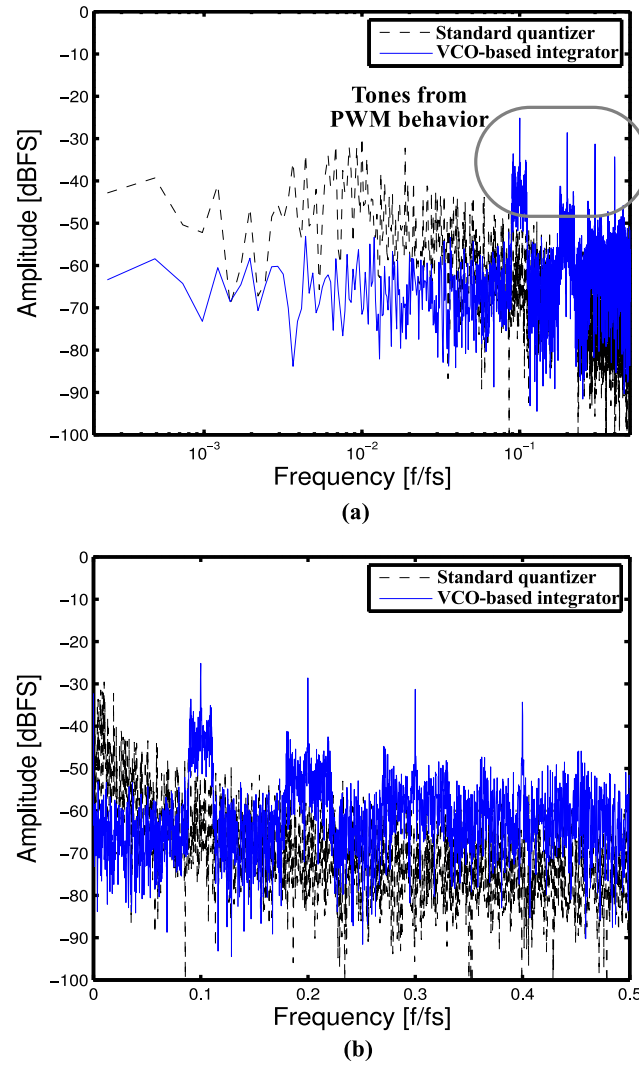 0
Standard quantizer
VCO-based integrator
−10
Tones from
PWM behavior
−20
−30
−40
−50
−60
−70
−80
−90
−100
Amplitude [dBFS]
10−3
10−2
10−1
Frequency [f/fs]
(a)
0
Standard quantizer
VCO-based integrator
−10
−20
−30
−40
−50
−60
−70
−80
−90
−100
Amplitude [dBFS]
0 0.1 0.2 0.3 0.4 0.5
Frequency [f/fs]
(b)